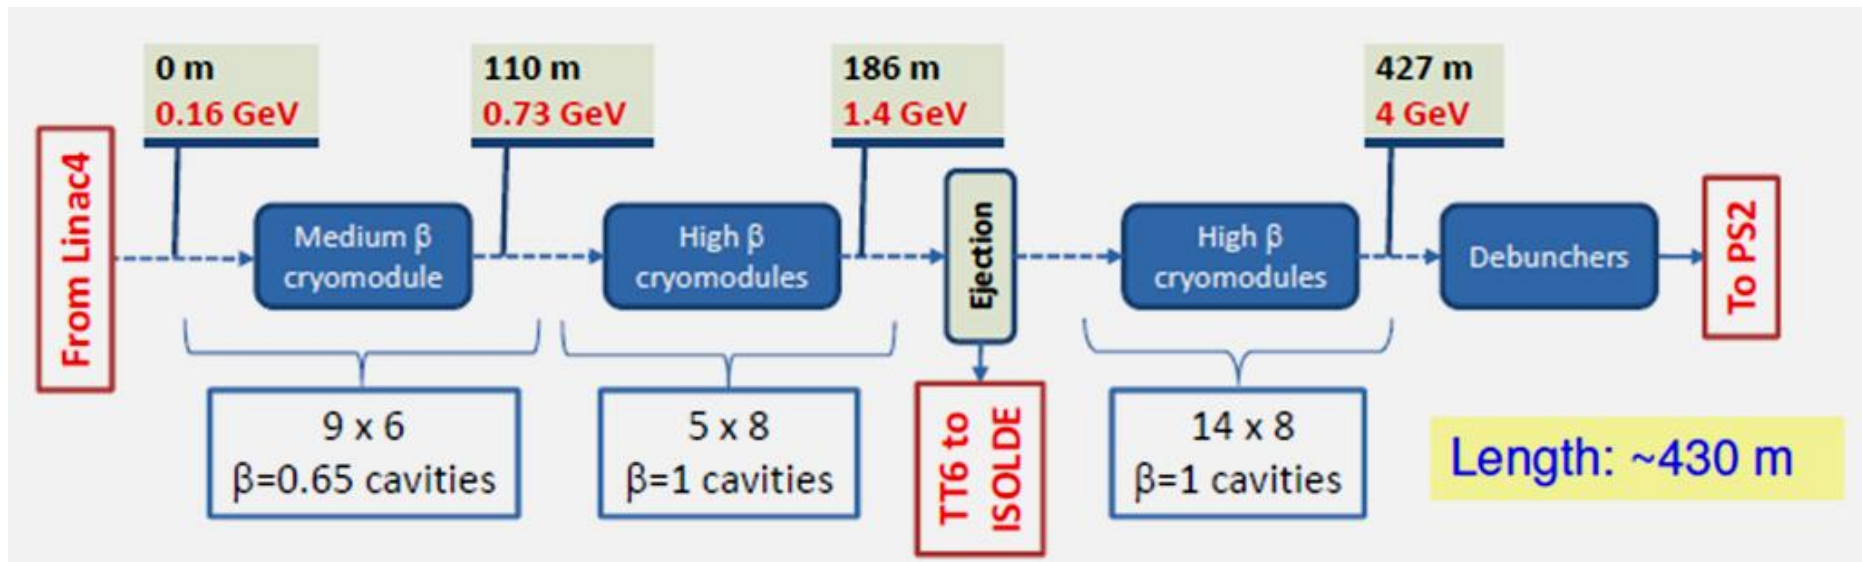 From Linac4
0 m
0.16 GeV
Medium β
cryomodule
9 x 6
β=0.65 cavities
110 m
0.73 GeV
High β
cryomodules
5 x 8
β=1 cavities
186 m
1.4 GeV
Ejection
TT6 to
ISOLDE
High β
cryomodules
14 x 8
β=1 cavities
427 m
4 GeV
Debunchers
To PS2
Length: ~430 m